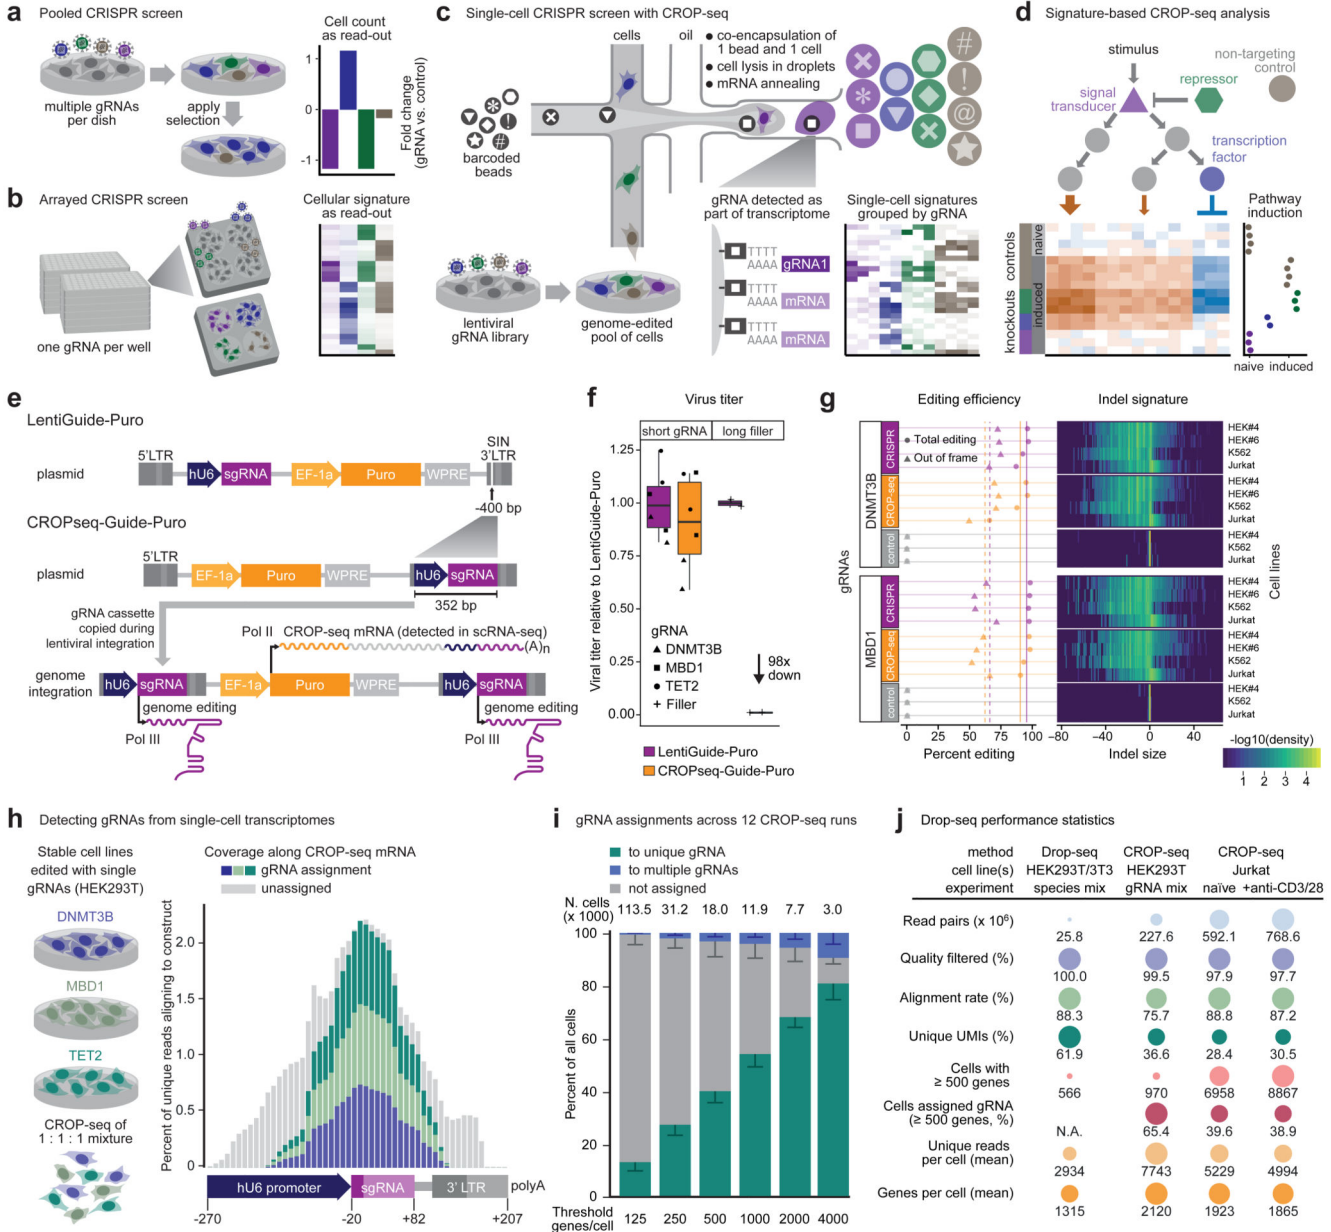 a Pooled CRISPR screen
Cell count
as read-out
multiple gRNAs
per dish
apply
selection
1
0
-1
Fold change
(gRNA vs. control)
b Arrayed CRISPR screen
Cellular signature
as read-out
one gRNA per well
c Single-cell CRISPR screen with CROP-seq
cells
oil
● co-encapsulation of
1 bead and 1 cell
● cell lysis in droplets
● mRNA annealing
barcoded
beads
#
!
@
gRNA detected as
part of transcriptome
Single-cell signatures
grouped by gRNA
TTTT
AAAA gRNA1
TTTT
AAAA mRNA
TTTT
AAAA mRNA
lentiviral
gRNA library
genome-edited
pool of cells
d Signature-based CROP-seq analysis
stimulus
non-targeting
control
repressor
signal
transducer
transcription
factor
Pathway
induction
controls
knockouts
naive
induced
naive induced
e
LentiGuide-Puro
plasmid
5'LTR
hU6 sgRNA EF-1a Puro WPRE
SIN
3'LTR
-400 bp
CROPseq-Guide-Puro
plasmid
5'LTR
EF-1a Puro WPRE hU6 sgRNA
352 bp
gRNA cassette
copied during
lentiviral integration
Pol II CROP-seq mRNA (detected in scRNA-seq)
(A)n
genome
integration
hU6 sgRNA EF-1a Puro WPRE hU6 sgRNA
genome editing
Pol III
genome editing
Pol III
f Virus titer
short gRNA long filler
Viral titer relative to LentiGuide-Puro
1.25
1.00
0.75
0.50
0.25
0.00
gRNA
▲ DNMT3B
■ MBD1
● TET2
+ Filler
98x
down
LentiGuide-Puro
CROPseq-Guide-Puro
g Editing efficiency
Indel signature
● Total editing
▲ Out of frame
gRNAs
DNMT3B
CRISPR
CROP-seq
control
MBD1
CRISPR
CROP-seq
control
HEK#4
HEK#6
K562
Jurkat
HEK#4
HEK#6
K562
Jurkat
HEK#4
K562
Jurkat
HEK#4
HEK#6
K562
Jurkat
HEK#4
HEK#6
K562
Jurkat
HEK#4
K562
Jurkat
Cell lines
0 25 50 75 100
Percent editing
-80 -40 0 40
Indel size
-log10(density)
1 2 3 4
h Detecting gRNAs from single-cell transcriptomes
Stable cell lines
edited with single
gRNAs (HEK293T)
DNMT3B
MBD1
TET2
CROP-seq of
1 : 1 : 1 mixture
Coverage along CROP-seq mRNA
gRNA assignment
unassigned
Percent of unique reads aligning to construct
2.0
1.5
1.0
0.5
0
hU6 promoter sgRNA 3' LTR polyA
-270 -20 +82 +207
i gRNA assignments across 12 CROP-seq runs
to unique gRNA
to multiple gRNAs
not assigned
N. cells
(x 1000) 113.5 31.2 18.0 11.9 7.7 3.0
Percent of all cells
100
80
60
40
20
0
Threshold
genes/cell 125 250 500 1000 2000 4000
j Drop-seq performance statistics
method Drop-seq CROP-seq CROP-seq
cell line(s) HEK293T/3T3 HEK293T Jurkat
experiment species mix gRNA mix naïve +anti-CD3/28
Read pairs (x 10⁶)
25.8 227.6 592.1 768.6
Quality filtered (%)
100.0 99.5 97.9 97.7
Alignment rate (%)
88.3 75.7 88.8 87.2
Unique UMIs (%)
61.9 36.6 28.4 30.5
Cells with
≥ 500 genes
566 970 6958 8867
Cells assigned gRNA
(≥ 500 genes, %)
N.A. 65.4 39.6 38.9
Unique reads
per cell (mean)
2934 7743 5229 4994
Genes per cell (mean)
1315 2120 1923 1865